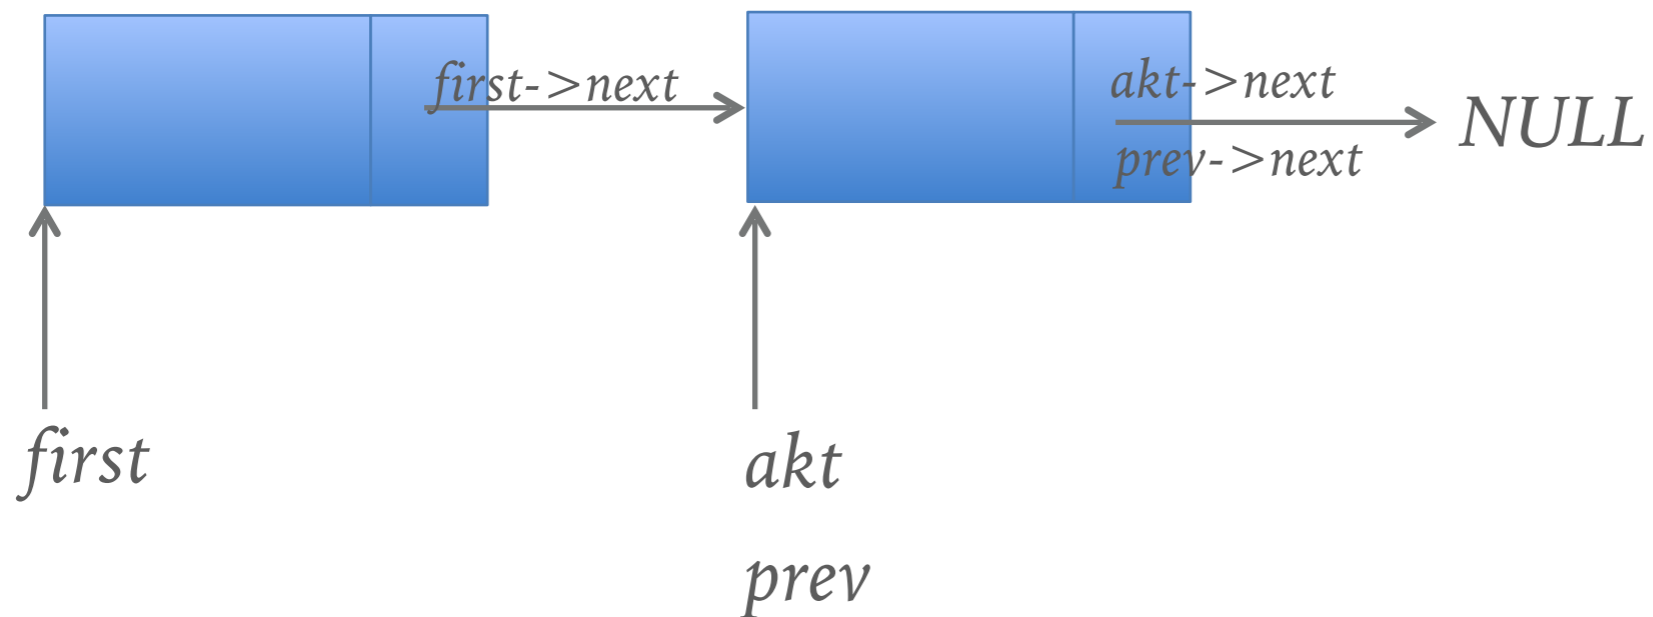 first->next
akt->next
NULL
prev->next
first
akt
prev